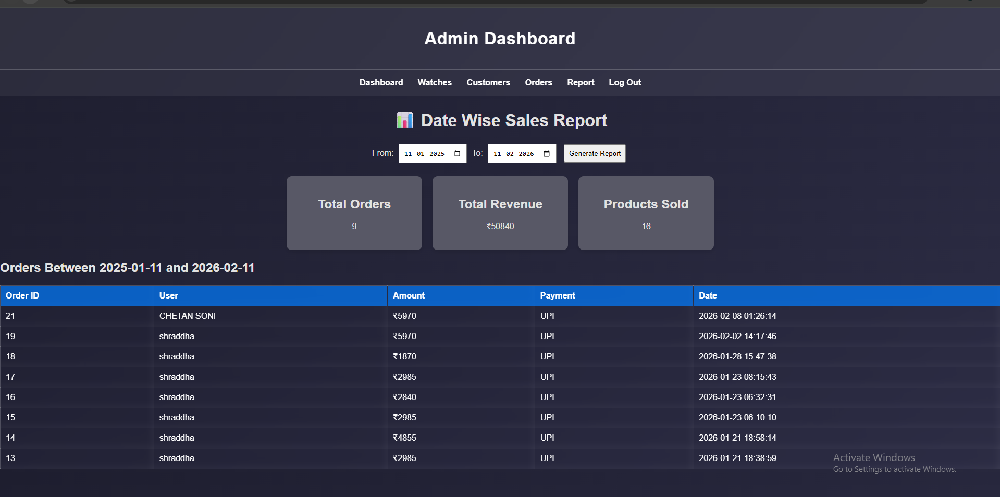 Admin Dashboard
Dashboard Watches Customers Orders Report Log Out
Date Wise Sales Report
From: 11-01-2025 To: 11-02-2026 Generate Report
Total Orders Total Revenue Products Sold
9 ₹50840 16
Orders Between 2025-01-11 and 2026-02-11
Order ID User Amount Payment Date
21 CHETAN SONI ₹5970 UPI 2026-02-08 01:26:14
19 shraddha ₹5970 UPI 2026-02-02 14:17:46
18 shraddha ₹1870 UPI 2026-01-28 15:47:38
17 shraddha ₹2985 UPI 2026-01-23 08:15:43
16 shraddha ₹2840 UPI 2026-01-23 06:32:31
15 shraddha ₹2985 UPI 2026-01-23 06:10:10
14 shraddha ₹4855 UPI 2026-01-21 18:58:14
13 shraddha ₹2985 UPI 2026-01-21 18:38:59
Activate Windows
Go to Settings to activate Windows.